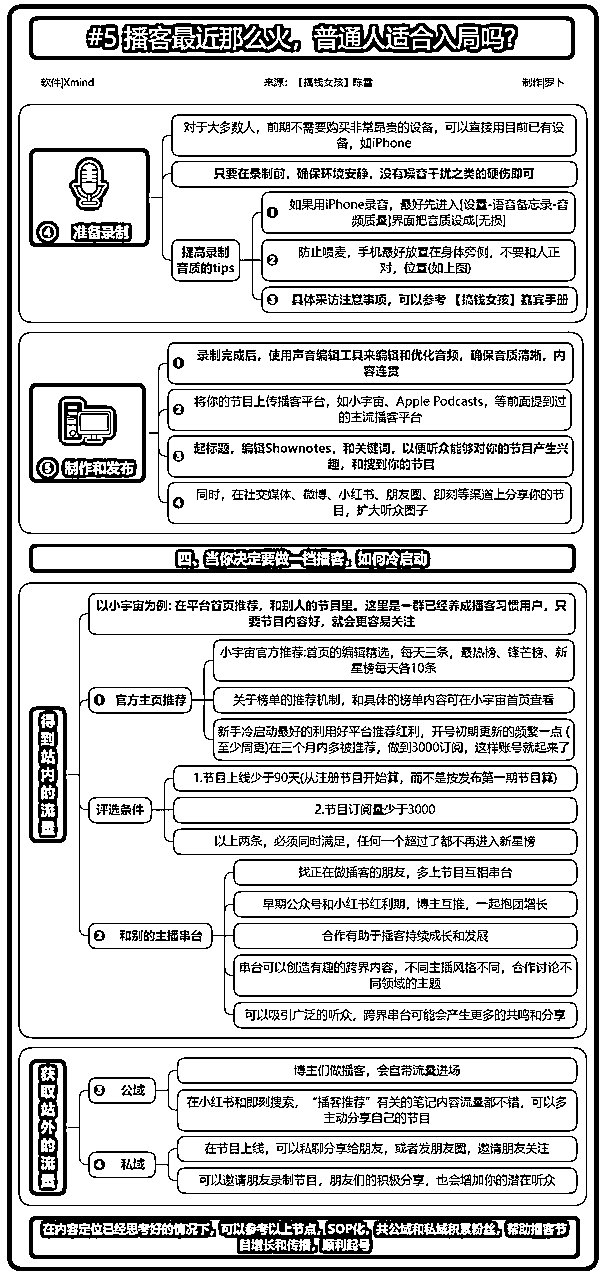 #5 播客最近那么火，普通人适合入局吗？
软件|Xmind
来源：【搞钱女孩】陈雪
制作|罗卜
对于大多数人，前期不需要购买非常昂贵的设备，可以直接用目前已有设
备，如iPhone
只要在录制前，确保环境安静，没有噪音干扰之类的硬伤即可
④ 准备录制
提高录制
音质的tips
❶ 如果用iPhone录音，最好先进入[设置-语音备忘录-音
频质量]界面把音质设成[无损]
❷ 防止喷麦，手机最好放置在身体旁侧，不要和人正
对，位置(如上图)
❸ 具体采访注意事项，可以参考 【搞钱女孩】嘉宾手册
⑤ 制作和发布
❶ 录制完成后，使用声音编辑工具来编辑和优化音频，确保音质清晰，内
容连贯
❷ 将你的节目上传播客平台，如小宇宙、Apple Podcasts，等前面提到过
的主流播客平台
❸ 起标题，编辑Shownotes，和关键词，以便听众能够对你的节目产生兴
趣，和搜到你的节目
❹ 同时，在社交媒体、微博、小红书、朋友圈、即刻等渠道上分享你的节
目，扩大听众圈子
四、当你决定要做一档播客，如何冷启动
得到站内的流量
以小宇宙为例: 在平台首页推荐，和别人的节目里。这里是一群已经养成播客习惯用户，只
要节目内容好，就会更容易关注
❶ 官方主页推荐
小宇宙官方推荐:首页的编辑精选，每天三条，最热榜、锋芒榜、新
星榜每天各10条
关于榜单的推荐机制，和具体的榜单内容可在小宇宙首页查看
新手冷启动最好的利用好平台推荐红利，开号初期更新的频繁一点 (
至少周更)在三个月内多被推荐，做到3000订阅，这样账号就起来了
评选条件
1.节目上线少于90天(从注册节目开始算，而不是按发布第一期节目算)
2.节目订阅量少于3000
以上两条，必须同时满足，任何一个超过了都不再进入新星榜
❷ 和别的主播串台
找正在做播客的朋友，多上节目互相串台
早期公众号和小红书红利期，博主互推，一起抱团增长
合作有助于播客持续成长和发展
串台可以创造有趣的跨界内容，不同主播风格不同，合作讨论不
同领域的主题
可以吸引广泛的听众，跨界串台可能会产生更多的共鸣和分享
获取站外的流量
❸ 公域
博主们做播客，会自带流量进场
在小红书和即刻搜索，“播客推荐”有关的笔记内容流量都不错，可以多
主动分享自己的节目
❹ 私域
在节目上线，可以私聊分享给朋友，或者发朋友圈，邀请朋友关注
可以邀请朋友录制节目，朋友们的积极分享，也会增加你的潜在听众
在内容定位已经思考好的情况下，可以参考以上节点，SOP化，共公域和私域积累粉丝，帮助播客节
目增长和传播，顺利起号